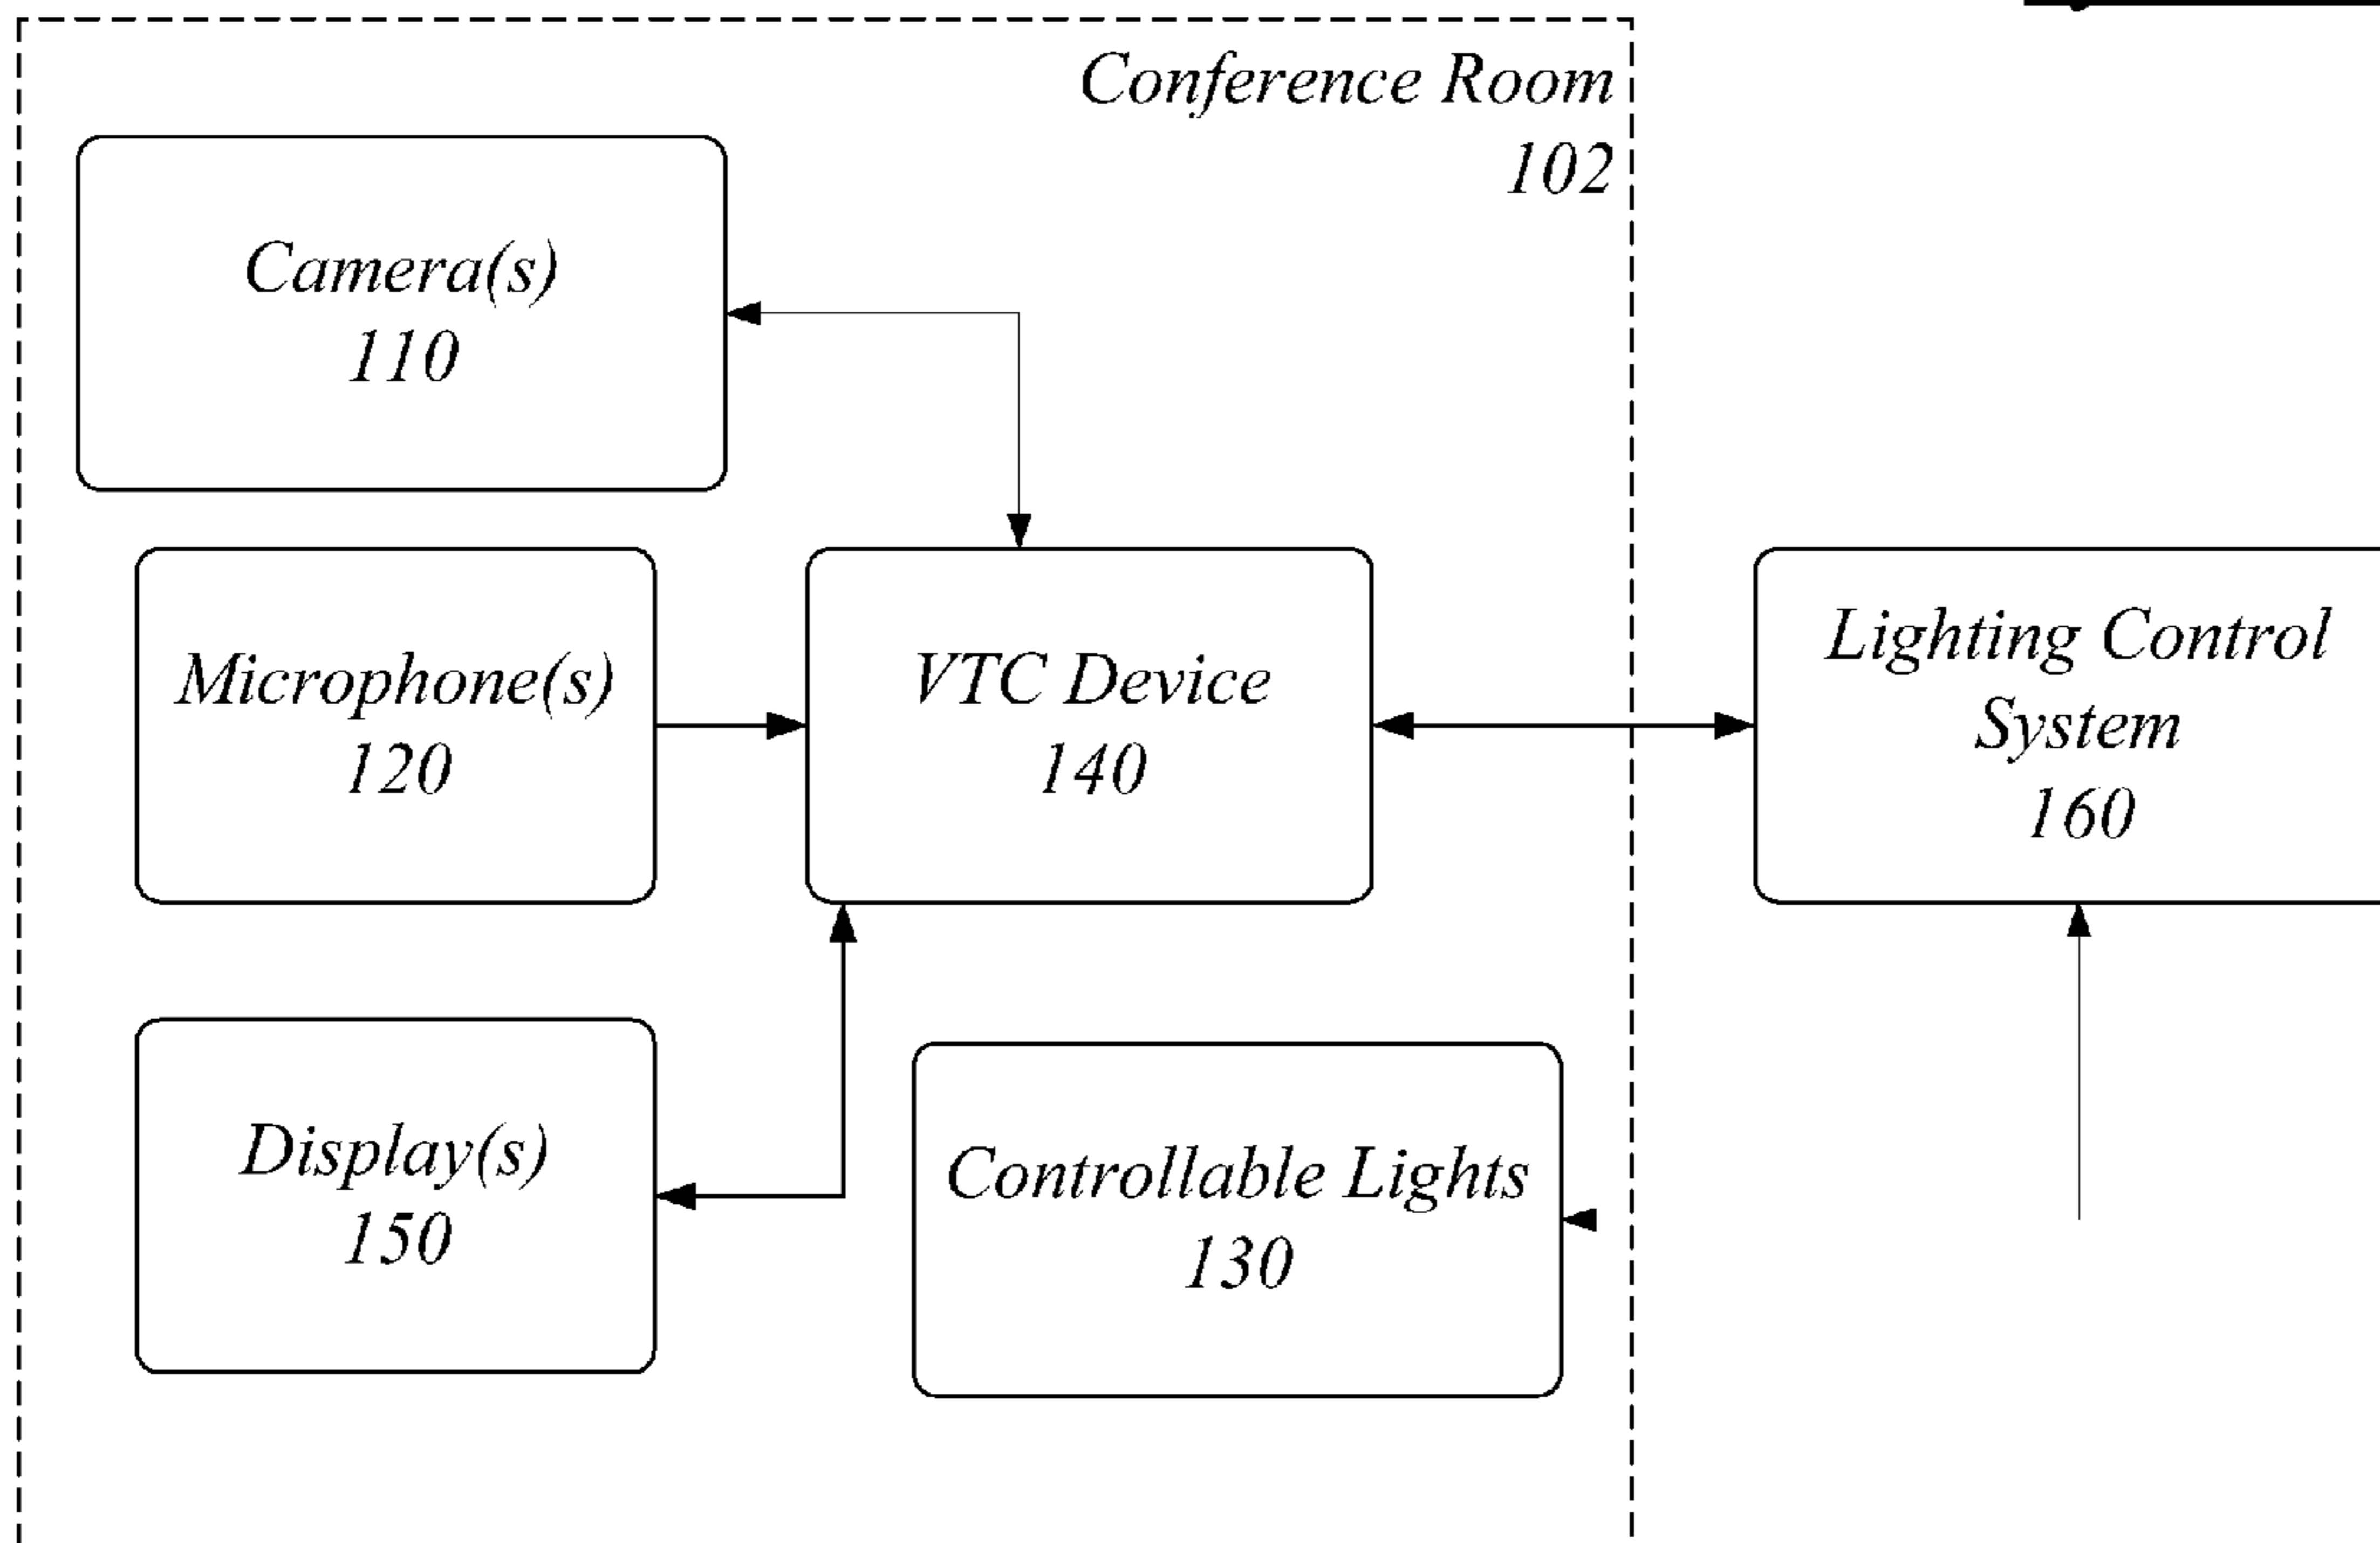 Conference Room
102
Camera(s)
110
Microphone(s)
120
VTC Device
140
Lighting Control
System
160
Display(s)
150
Controllable Lights
130